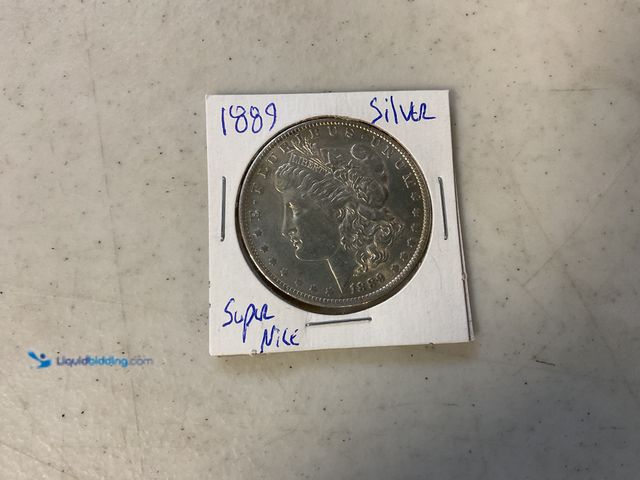 1889 Silver
E·PLURIBUS·UNUM
LIBERTY
1889
Super
Nice
Liquidbidding.com